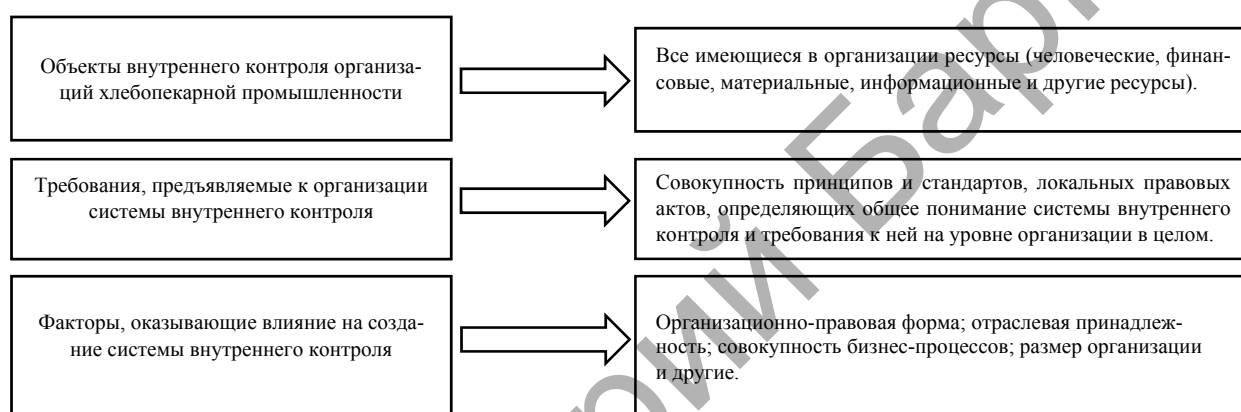 Объекты внутреннего контроля организа-
ций хлебопекарной промышленности
Все имеющиеся в организации ресурсы (человеческие, финан-
совые, материальные, информационные и другие ресурсы).
Требования, предъявляемые к организации
системы внутреннего контроля
Совокупность принципов и стандартов, локальных правовых
актов, определяющих общее понимание системы внутреннего
контроля и требования к ней на уровне организации в целом.
Факторы, оказывающие влияние на созда-
ние системы внутреннего контроля
Организационно-правовая форма; отраслевая принадлеж-
ность; совокупность бизнес-процессов; размер организации
и другие.